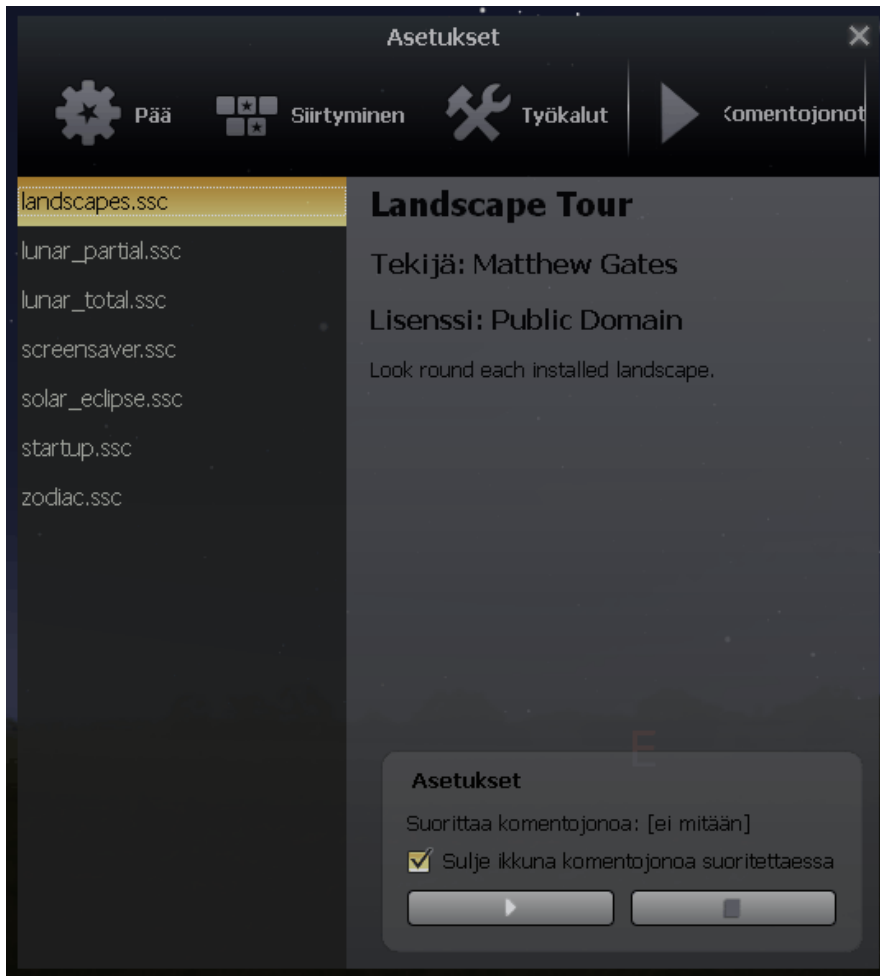 Asetukset
Pää
Siirtyminen
Työkalut
Komentojonot
landscapes.ssc
lunar_partial.ssc
lunar_total.ssc
screensaver.ssc
solar_eclipse.ssc
startup.ssc
zodiac.ssc
Landscape Tour
Tekijä: Matthew Gates
Lisenssi: Public Domain
Look round each installed landscape.
E
Asetukset
Suorittaa komentojonoa: [ei mitään]
Sulje ikkuna komentojonoa suoritettaessa